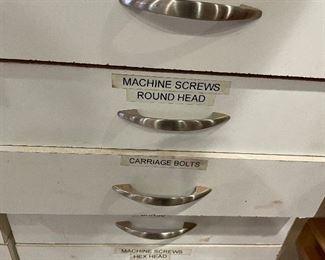 MACHINE SCREWS
ROUND HEAD
CARRIAGE BOLTS
MACHINE SCREWS
HEX HEAD